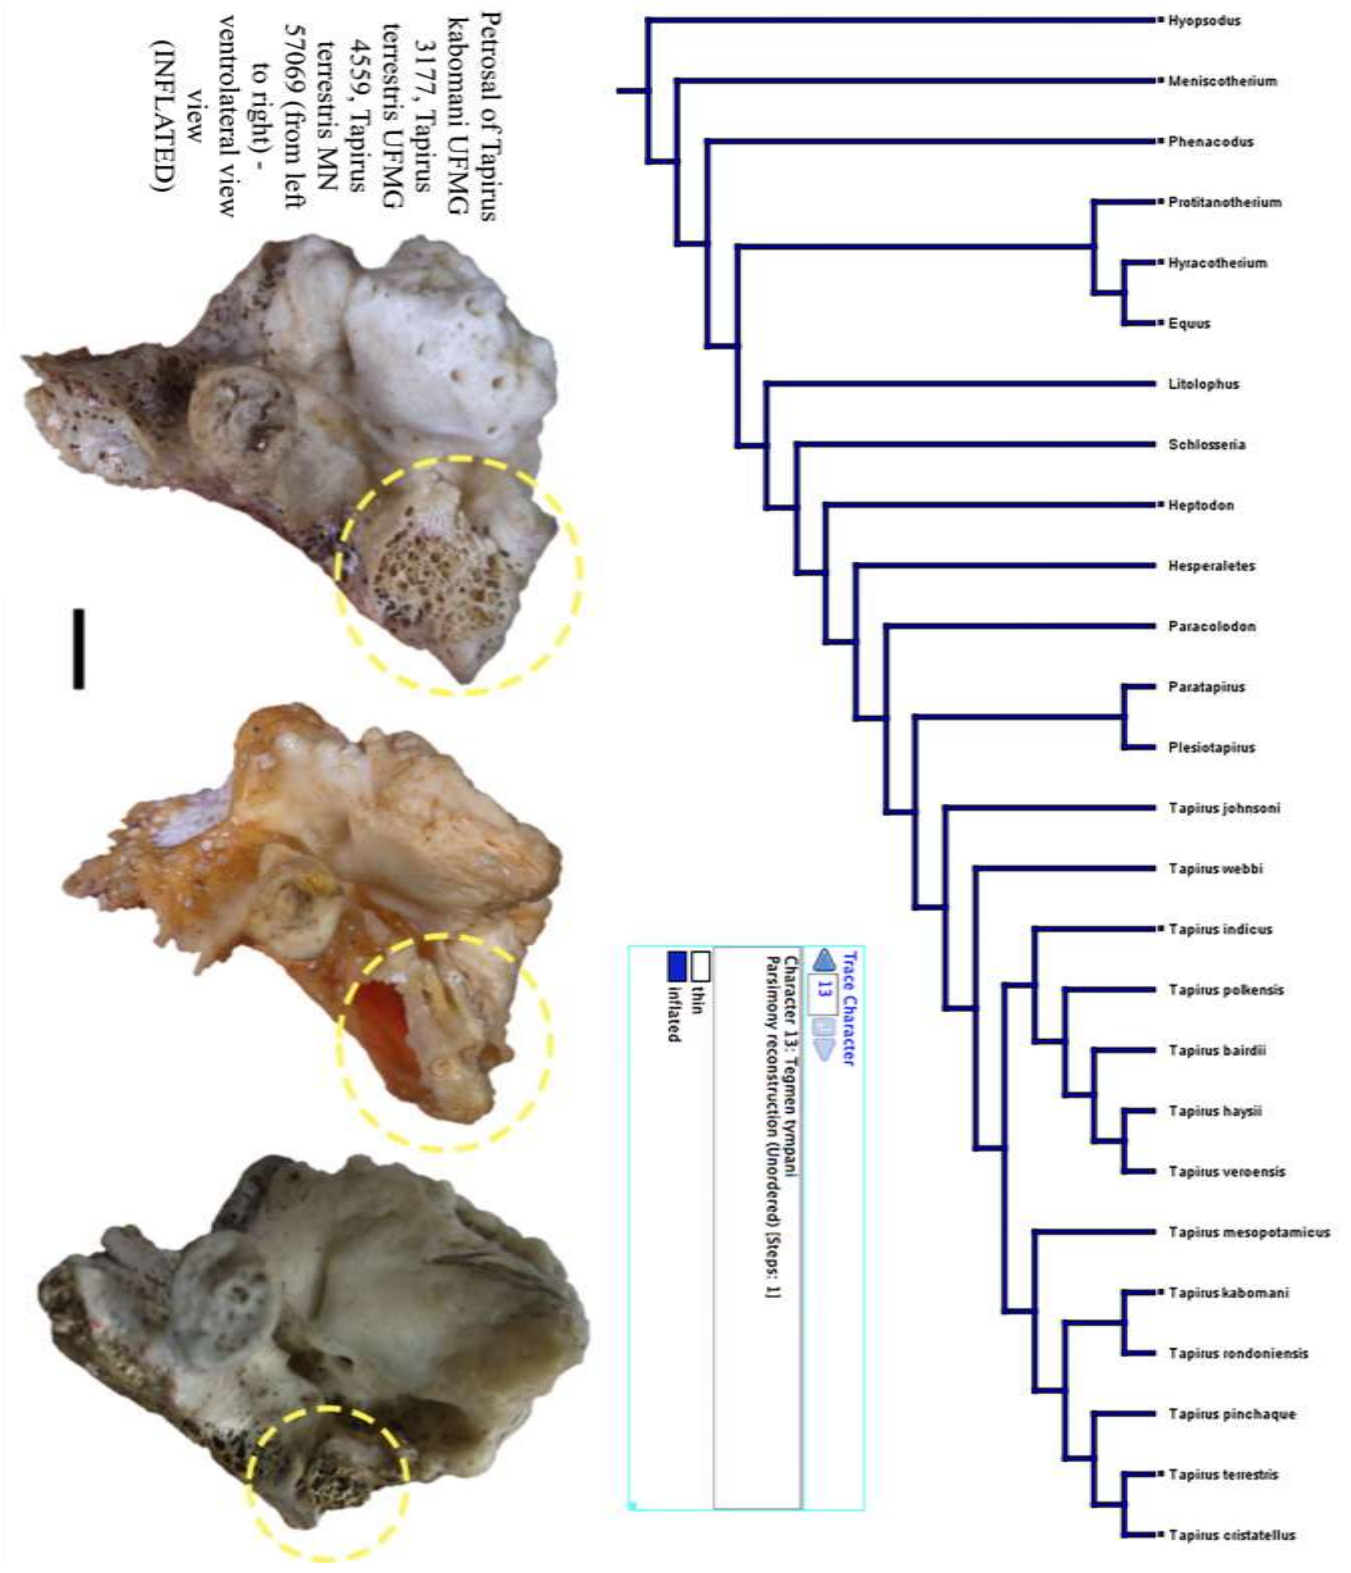 Petrosal of Tapirus
kabomani UFMG
3177, Tapirus
terrestris UFMG
4559, Tapirus
terrestris MN
57069 (from left
to right) -
ventrolateral view
view
(INFLATED)
Hyopsodus
Meniscotherium
Phenacodus
Protitanotherium
Hyracotherium
Equus
Litolophus
Schlosseria
Heptodon
Hesperaletes
Paracolodon
Paratapirus
Plesiotapirus
Tapirus johnsoni
Tapirus webbi
Tapirus indicus
Tapirus polkensis
Tapirus bairdii
Tapirus haysii
Tapirus veroensis
Tapirus mesopotamicus
Tapirus kabomani
Tapirus rondoniensis
Tapirus pinchaque
Tapirus terrestris
Tapirus cristatellus
Trace Character
13
Character 13: Tegmen tympani
Parsimony reconstruction (Unordered) [Steps: 1]
thin
inflated